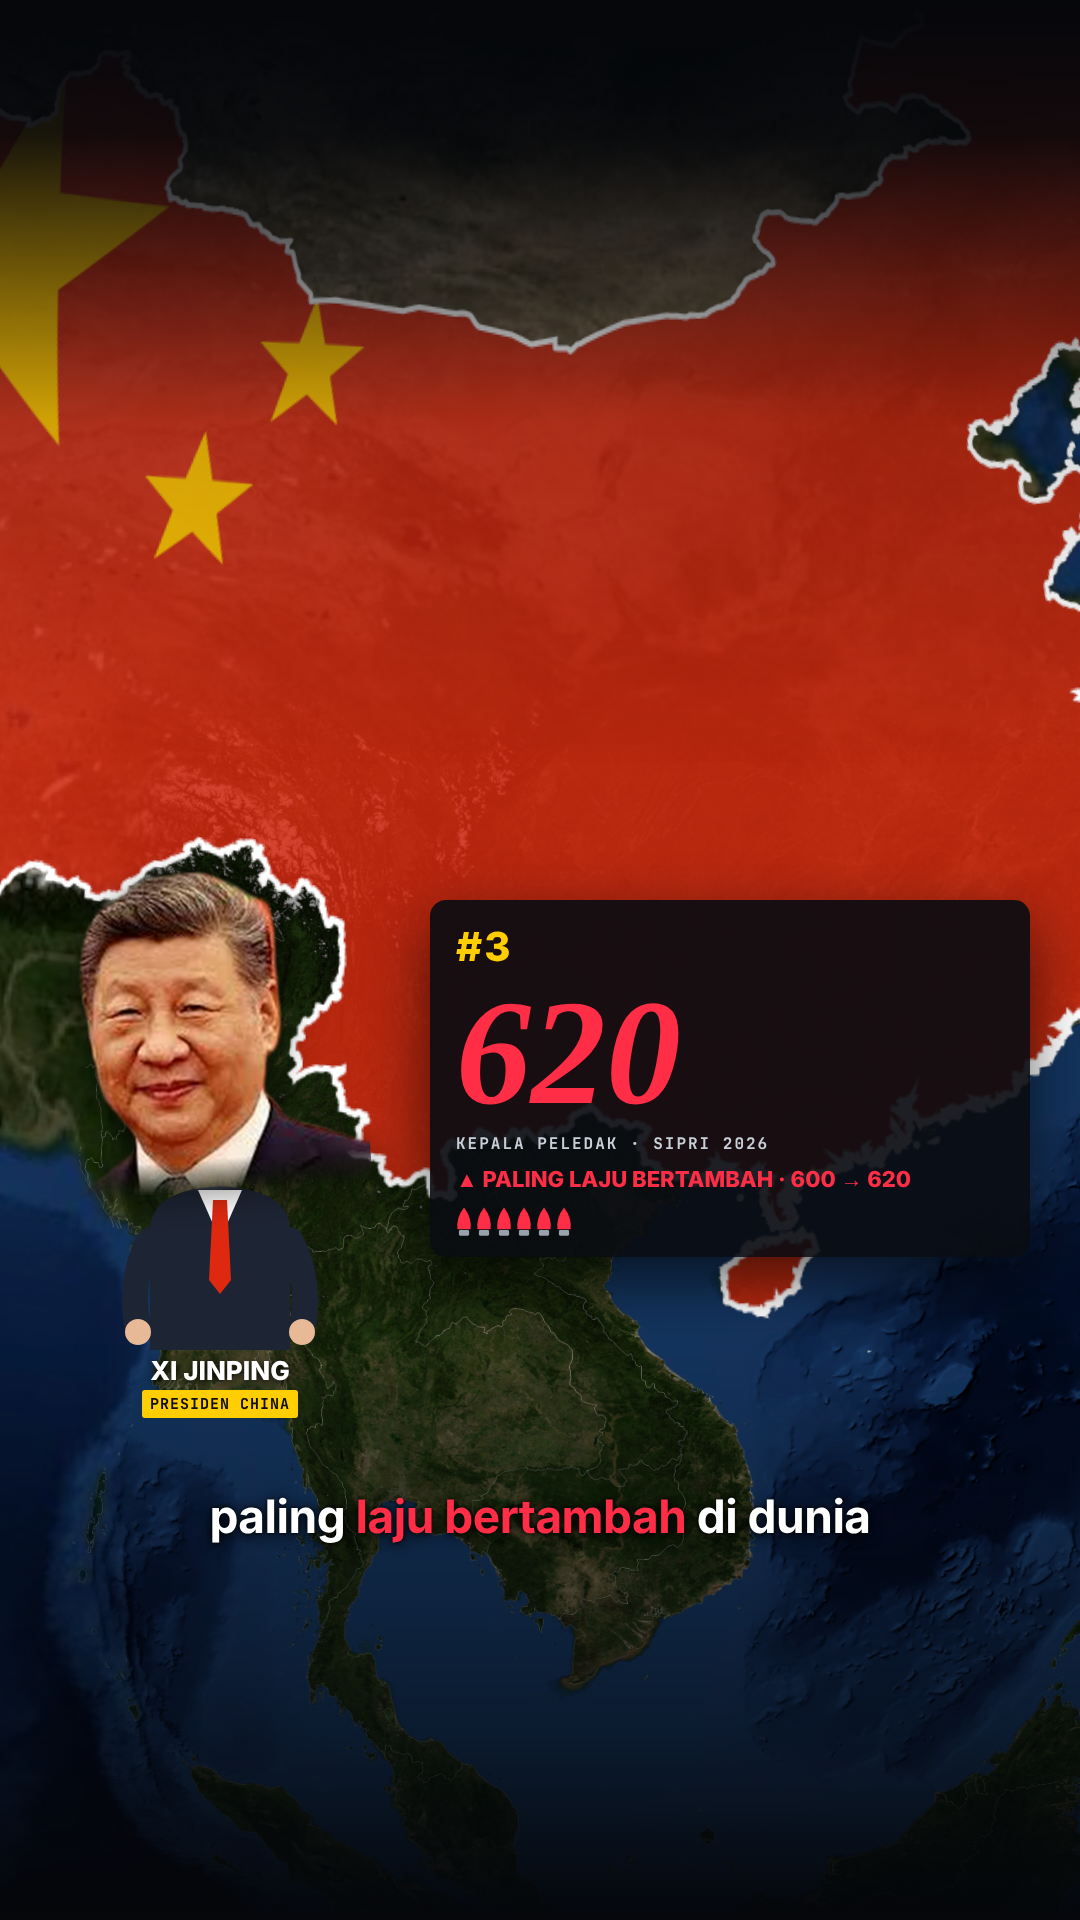 #3
620
KEPALA PELEDAK · SIPRI 2026
▲ PALING LAJU BERTAMBAH · 600 → 620
XI JINPING
PRESIDEN CHINA
paling laju bertambah di dunia